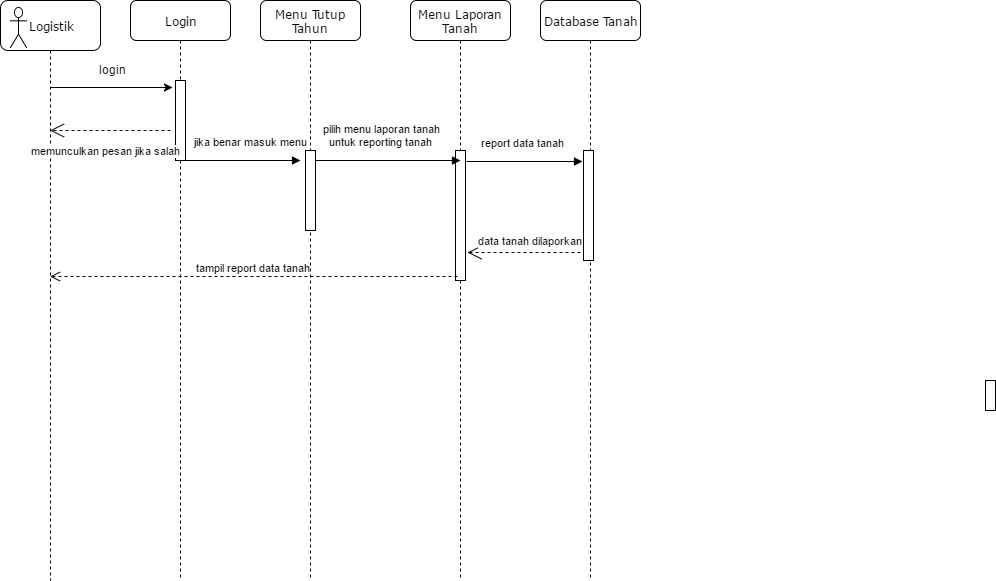 Logistik
Login
Menu Tutup
Tahun
Menu Laporan
Tanah
Database Tanah
login
memunculkan pesan jika salah
jika benar masuk menu
pilih menu laporan tanah
untuk reporting tanah
report data tanah
data tanah dilaporkan
tampil report data tanah